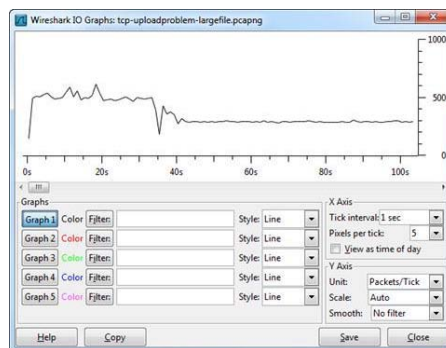 Wireshark IO Graphs: tcp-uploadproblem-largefile.pcapng
1000
500
0
0s 20s 40s 60s 80s 100s
Graphs
Graph 1 Color Filter: Style: Line
Graph 2 Color Filter: Style: Line
Graph 3 Color Filter: Style: Line
Graph 4 Color Filter: Style: Line
Graph 5 Color Filter: Style: Line
X Axis
Tick interval: 1 sec
Pixels per tick: 5
View as time of day
Y Axis
Unit: Packets/Tick
Scale: Auto
Smooth: No filter
Help Copy Save Close